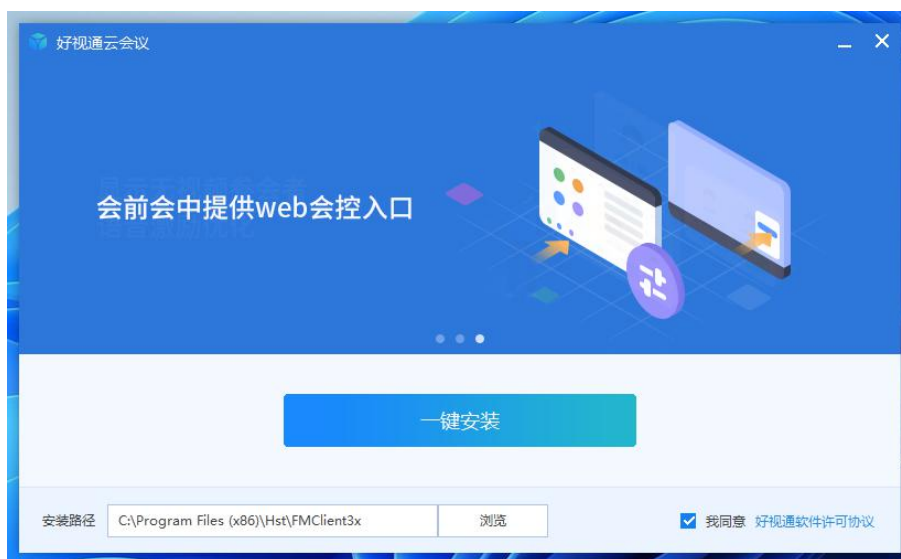 好视通云会议
会前会中提供web会控入口
一键安装
安装路径 C:\Program Files (x86)\Hst\FMClient3x 浏览 我同意 好视通软件许可协议